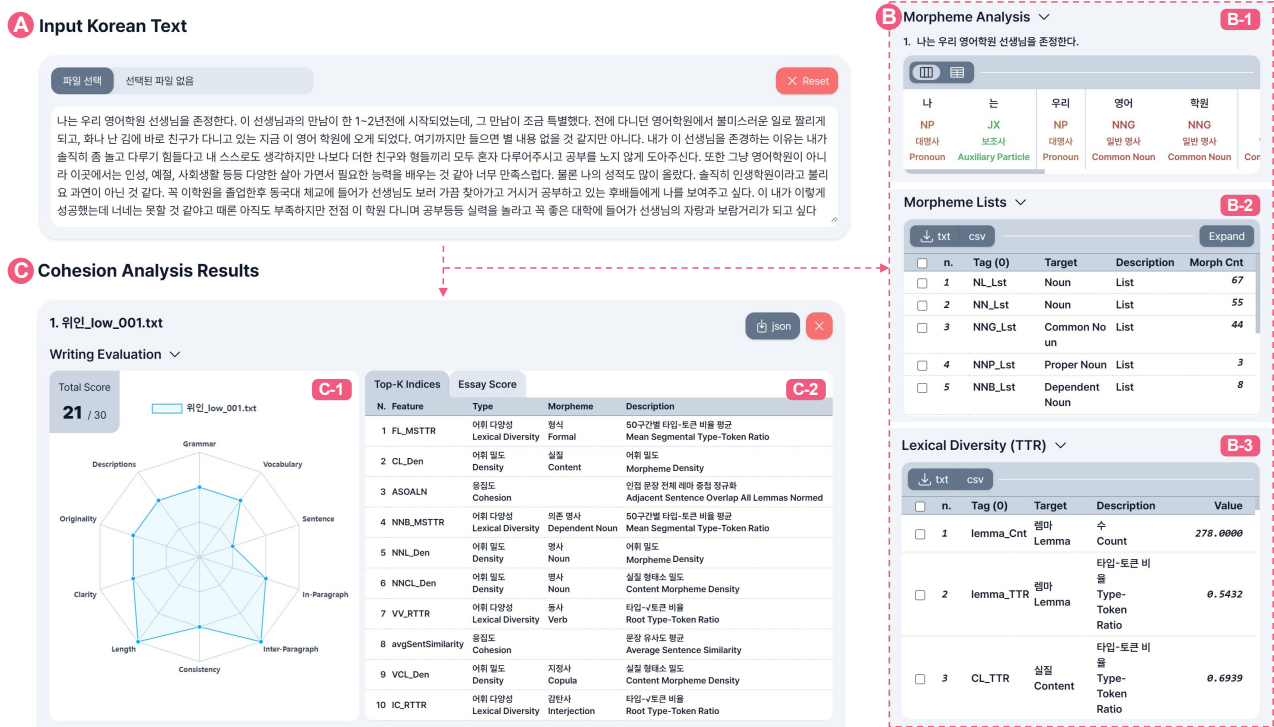 A Input Korean Text
파일 선택 선택된 파일 없음
× Reset
나는 우리 영어학원 선생님을 존정한다. 이 선생님과의 만남이 한 1~2년전에 시작되었는데, 그 만남이 조금 특별했다. 전에 다니던 영어학원에서 불미스러운 일로 짤리게
되고, 화나 난 김에 바로 친구가 다니고 있는 지금 이 영어 학원에 오게 되었다. 여기까지만 들으면 별 내용 없을 것 같지만 아니다. 내가 이 선생님을 존경하는 이유는 내가
솔직히 좀 놀고 다루기 힘들다고 내 스스로도 생각하지만 나보다 더한 친구와 형들끼리 모두 혼자 다루어주시고 공부를 노지 않게 도아주신다. 또한 그냥 영어학원이 아니
라 이곳에서는 인성, 예절, 사회생활 등등 다양한 살아 가면서 필요한 능력을 배우는 것 같아 너무 만족스럽다. 물론 나의 성적도 많이 올랐다. 솔직히 인생학원이라고 불리
요 과연이 아닌 것 같다. 꼭 이학원을 졸업한후 동국대 체교에 들어가 선생님도 보러 가끔 찾아가고 거시거 공부하고 있는 후배들에게 나를 보여주고 싶다. 이 내가 이렇게
성공했는데 너네는 못할 것 같아고 때론 아직도 부족하지만 전점 이 학원 다니며 공부등등 실력을 놀라고 꼭 좋은 대학에 들어가 선생님의 자랑과 보람거리가 되고 싶다
C Cohesion Analysis Results
1. 위인_low_001.txt
json ×
Writing Evaluation
Total Score
21 / 30
위인_low_001.txt
C-1
Grammar
Vocabulary
Sentence
In-Paragraph
Inter-Paragraph
Consistency
Length
Clarity
Originality
Descriptions
Top-K Indices Essay Score
C-2
N. Feature Type Morpheme Description
1 FL_MSTTR 어휘 다양성 형식 50구간별 타입-토큰 비율 평균
Lexical Diversity Formal Mean Segmental Type-Token Ratio
2 CL_Den 어휘 밀도 실질 어휘 밀도
Density Content Morpheme Density
3 ASOALN 응집도 인접 문장 전체 레마 중첩 정규화
Cohesion Adjacent Sentence Overlap All Lemmas Normed
4 NNB_MSTTR 어휘 다양성 의존 명사 50구간별 타입-토큰 비율 평균
Lexical Diversity Dependent Noun Mean Segmental Type-Token Ratio
5 NNL_Den 어휘 밀도 명사 어휘 밀도
Density Noun Morpheme Density
6 NNCL_Den 어휘 밀도 명사 실질 형태소 밀도
Density Noun Content Morpheme Density
7 VV_RTTR 어휘 다양성 동사 타입-√토큰 비율
Lexical Diversity Verb Root Type-Token Ratio
8 avgSentSimilarity 응집도 문장 유사도 평균
Cohesion Average Sentence Similarity
9 VCL_Den 어휘 밀도 지정사 실질 형태소 밀도
Density Copula Content Morpheme Density
10 IC_RTTR 어휘 다양성 감탄사 타입-√토큰 비율
Lexical Diversity Interjection Root Type-Token Ratio
B Morpheme Analysis
B-1
1. 나는 우리 영어학원 선생님을 존정한다.
나 는 우리 영어 학원
NP JX NP NNG NNG
대명사 보조사 대명사 일반 명사 일반 명사
Pronoun Auxiliary Particle Pronoun Common Noun Common Noun Con
Morpheme Lists
B-2
txt csv Expand
n. Tag (0) Target Description Morph Cnt
1 NL_Lst Noun List 67
2 NN_Lst Noun List 55
3 NNG_Lst Common No List 44
un
4 NNP_Lst Proper Noun List 3
5 NNB_Lst Dependent List 8
Noun
Lexical Diversity (TTR)
B-3
txt csv
n. Tag (0) Target Description Value
1 lemma_Cnt 렘마 수 278.0000
Lemma Count
타입-토큰 비
율
2 lemma_TTR 렘마 Type- 0.5432
Lemma Token
Ratio
타입-토큰 비
율
3 CL_TTR 실질 Type- 0.6939
Content Token
Ratio